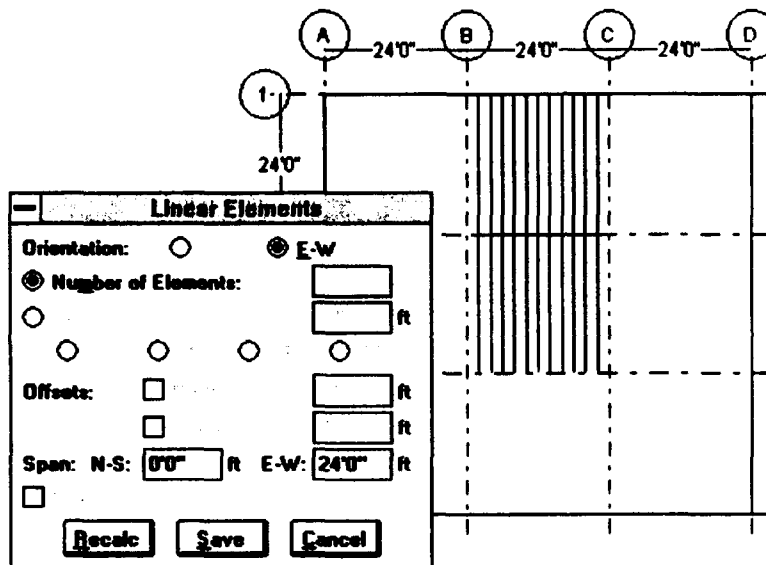 A B C D
24'0" 24'0" 24'0"
1
24'0"
Linear Elements
Orientation: E-W
Number of Elements:
ft
Offsets: ft
ft
Span: N-S: 0'0" ft E-W: 24'0" ft
Recalc Save Cancel